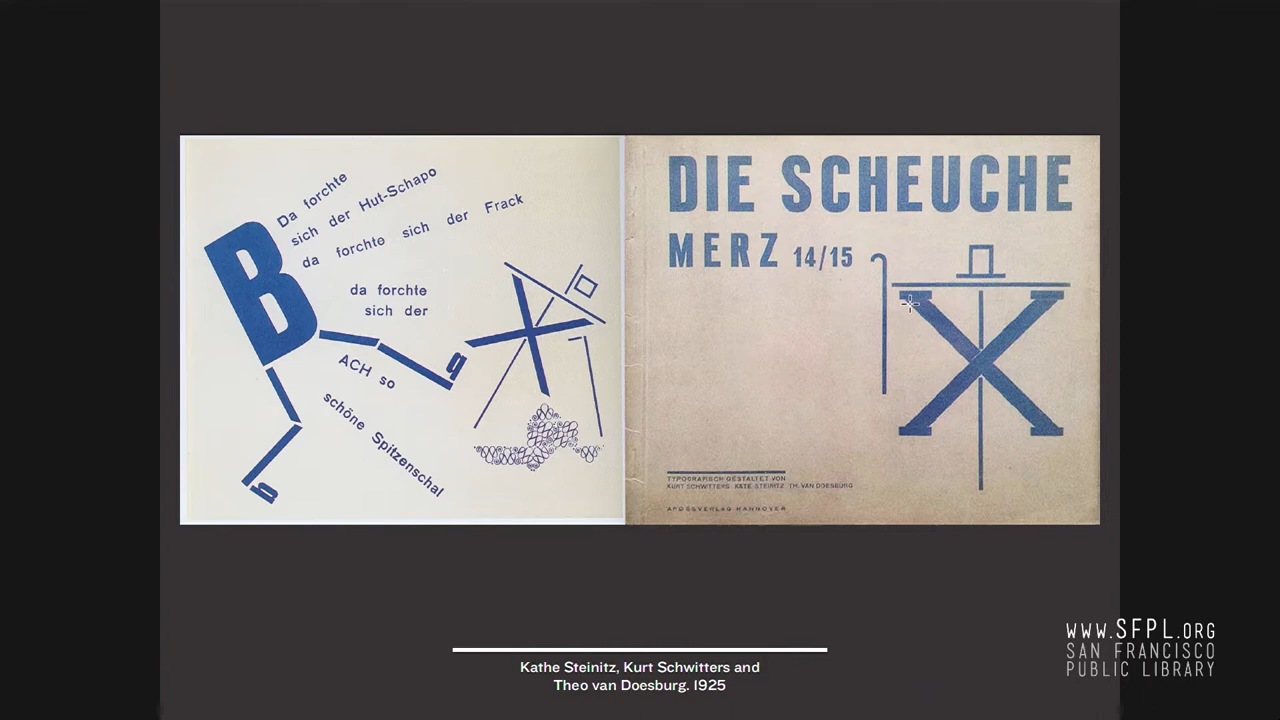 B
Da forchte
sich der Hut-Schapo
da forchte sich der Frack
da forchte
sich der
ACH so
schöne Spitzenschal
b
q
X
DIE SCHEUCHE
MERZ 14/15
X
TYPOGRAFISCH GESTALTET VON
KURT SCHWITTERS KÄTE STEINITZ TH. VAN DOESBURG
APOSSVERLAG HANNOVER
Kathe Steinitz, Kurt Schwitters and
Theo van Doesburg. 1925
WWW.SFPL.ORG
SAN FRANCISCO
PUBLIC LIBRARY